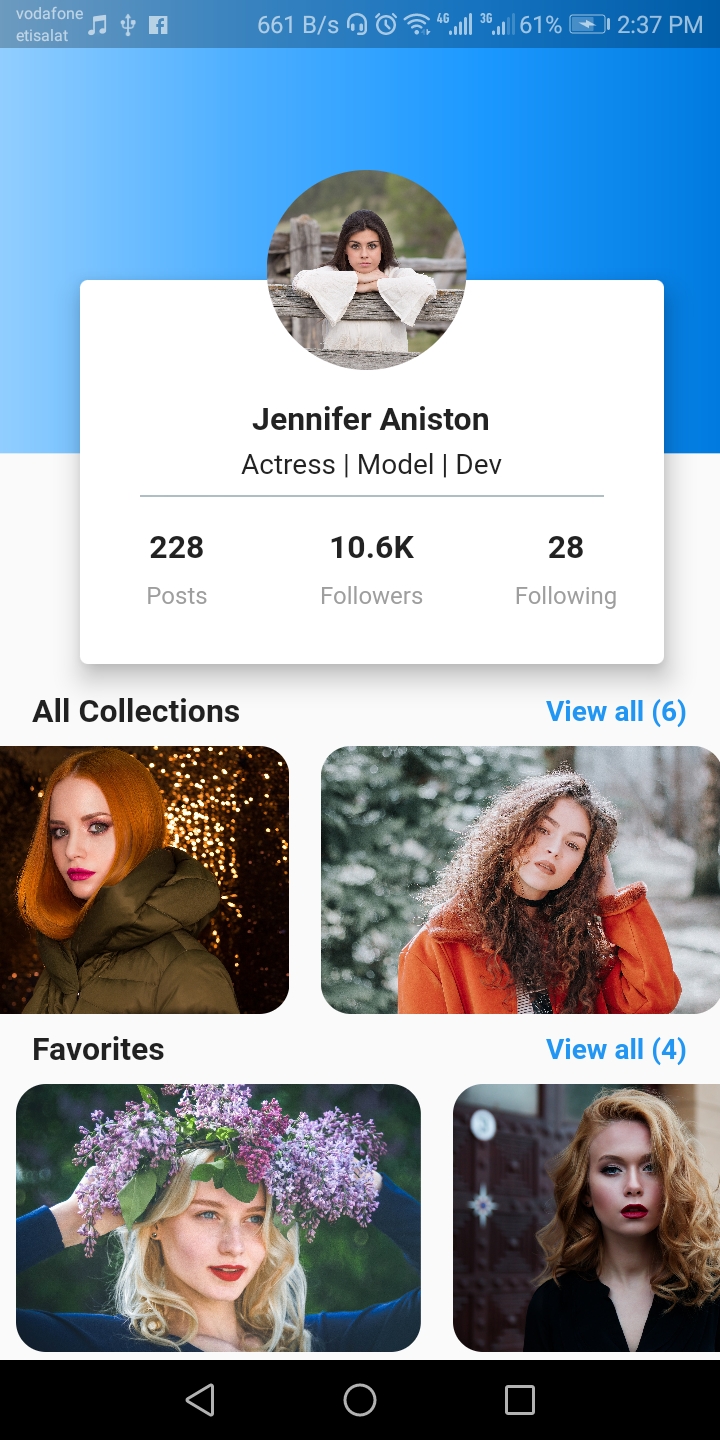 vodafone
etisalat
661 B/s 4G 3G 61% 2:37 PM
Jennifer Aniston
Actress | Model | Dev
228 10.6K 28
Posts Followers Following
All Collections View all (6)
Favorites View all (4)